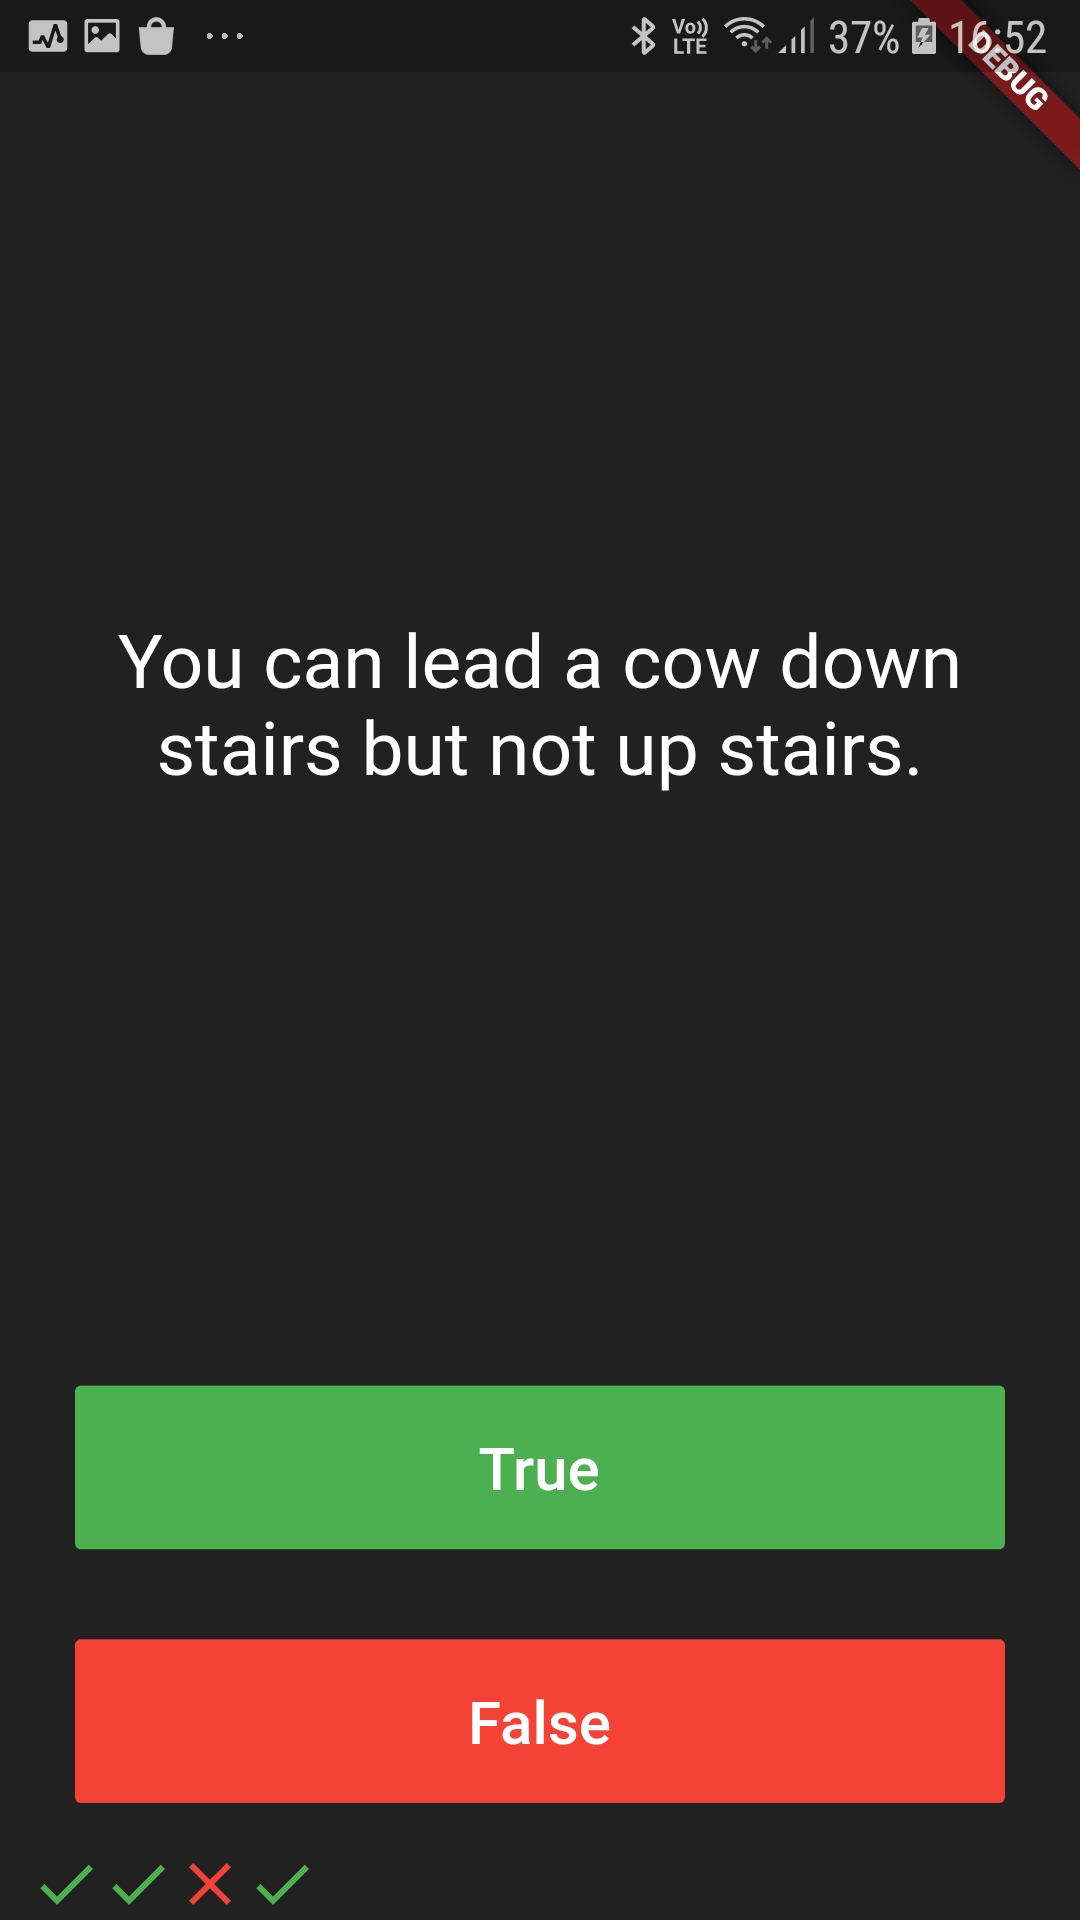 Vo)) LTE 37% 16:52
DEBUG
You can lead a cow down
stairs but not up stairs.
True
False